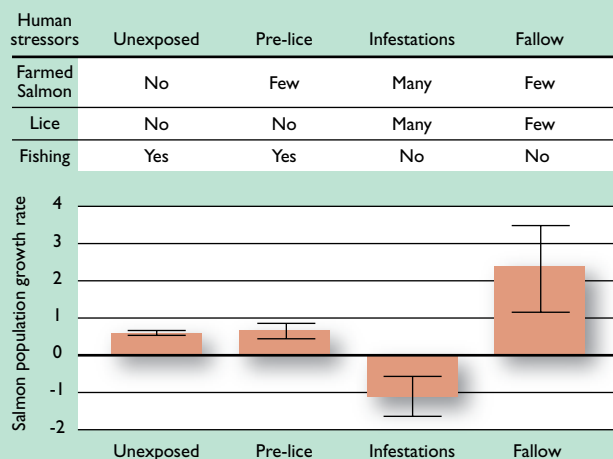 Human stressors Unexposed Pre-lice Infestations Fallow
Farmed Salmon No Few Many Few
Lice No No Many Few
Fishing Yes Yes No No
Salmon population growth rate
4
3
2
1
0
-1
-2
Unexposed Pre-lice Infestations Fallow